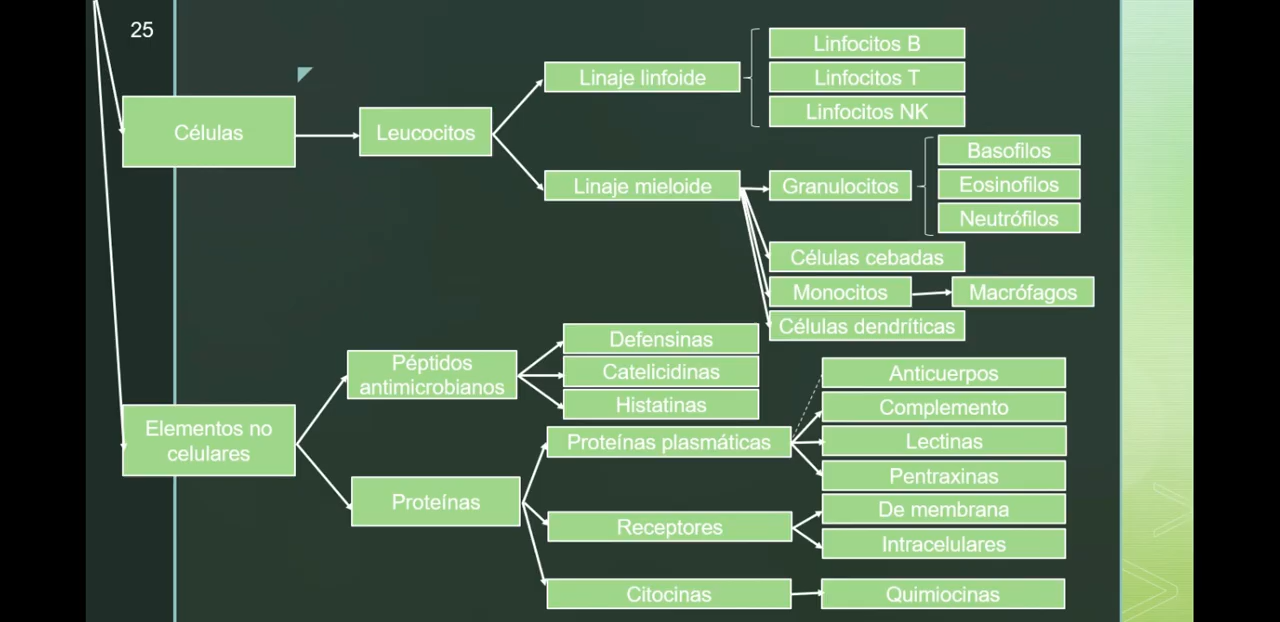 25
Células
Leucocitos
Linaje linfoide
Linfocitos B
Linfocitos T
Linfocitos NK
Linaje mieloide
Granulocitos
Basofilos
Eosinofilos
Neutrófilos
Células cebadas
Monocitos
Macrófagos
Células dendríticas
Elementos no
celulares
Péptidos
antimicrobianos
Defensinas
Catelicidinas
Histatinas
Proteínas
Proteínas plasmáticas
Anticuerpos
Complemento
Lectinas
Pentraxinas
Receptores
De membrana
Intracelulares
Citocinas
Quimiocinas